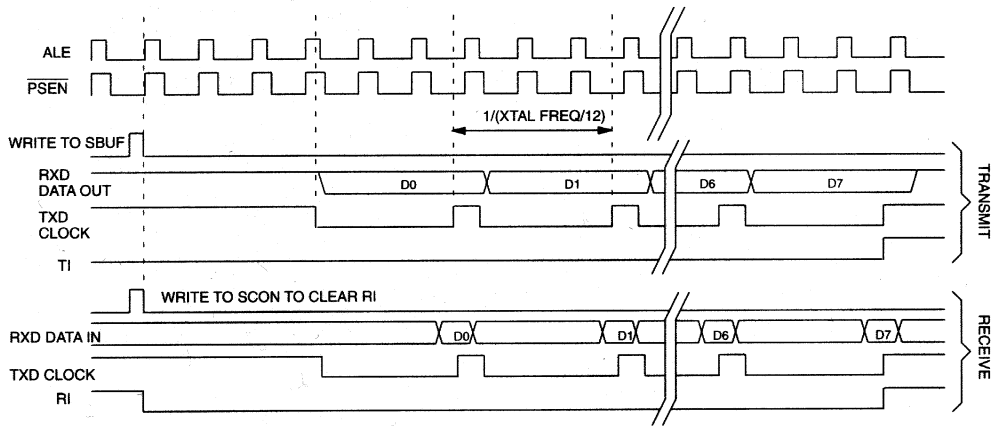 ALE
PSEN
1/(XTAL FREQ/12)
WRITE TO SBUF
RXD
DATA OUT
D0 D1 D6 D7
TXD
CLOCK
TI
TRANSMIT
WRITE TO SCON TO CLEAR RI
RXD DATA IN
D0 D1 D6 D7
TXD CLOCK
RI
RECEIVE